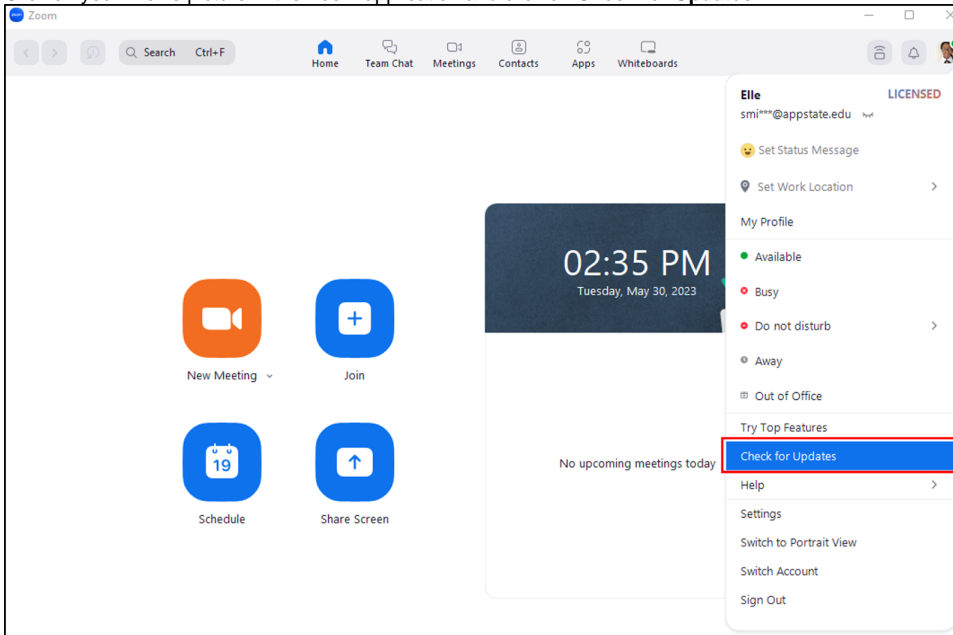 Zoom
Search Ctrl+F
Home
Team Chat
Meetings
Contacts
Apps
Whiteboards
Elle LICENSED
smi***@appstate.edu
Set Status Message
Set Work Location
My Profile
02:35 PM
Tuesday, May 30, 2023
Available
Busy
Do not disturb
Away
Out of Office
New Meeting
Join
19
Schedule
Share Screen
No upcoming meetings today
Try Top Features
Check for Updates
Help
Settings
Switch to Portrait View
Switch Account
Sign Out